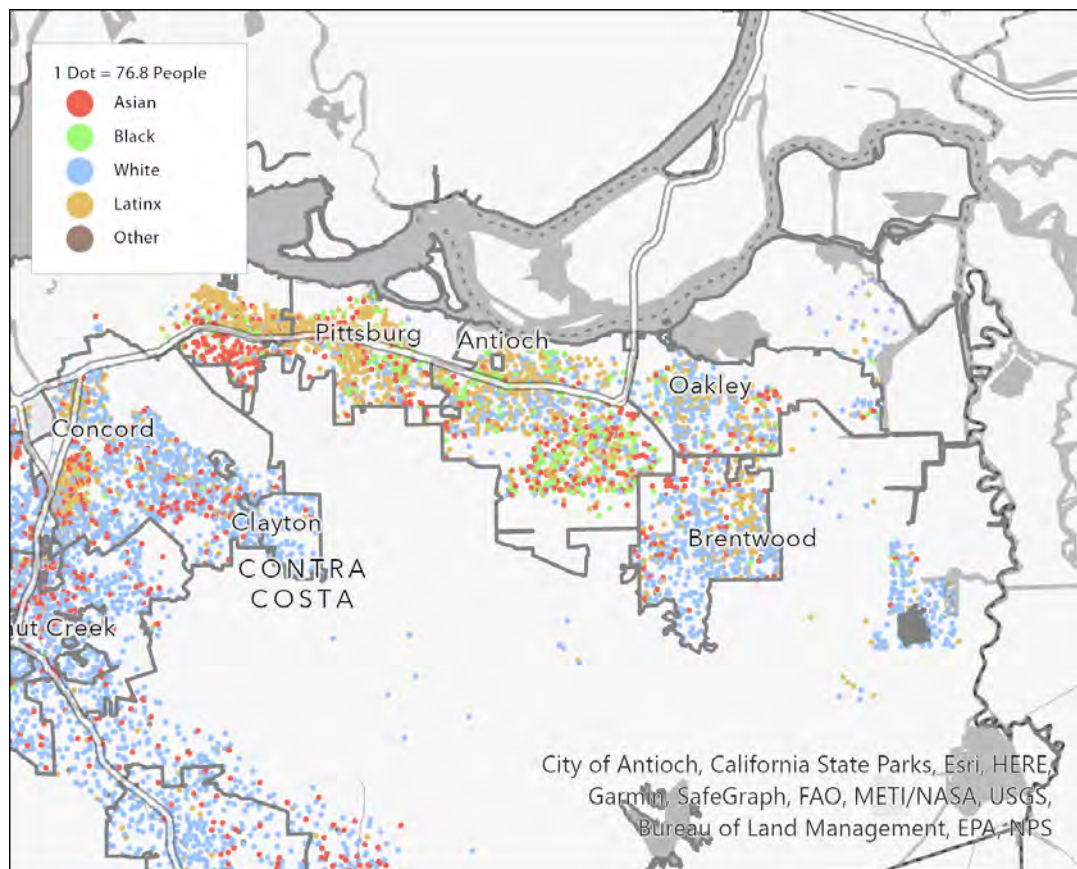 1 Dot = 76.8 People
Asian
Black
White
Latinx
Other
Pittsburg
Antioch
Oakley
Concord
Clayton
Brentwood
CONTRA
COSTA
nut Creek
City of Antioch, California State Parks, Esri, HERE,
Garmin, SafeGraph, FAO, METI/NASA, USGS,
Bureau of Land Management, EPA, NPS